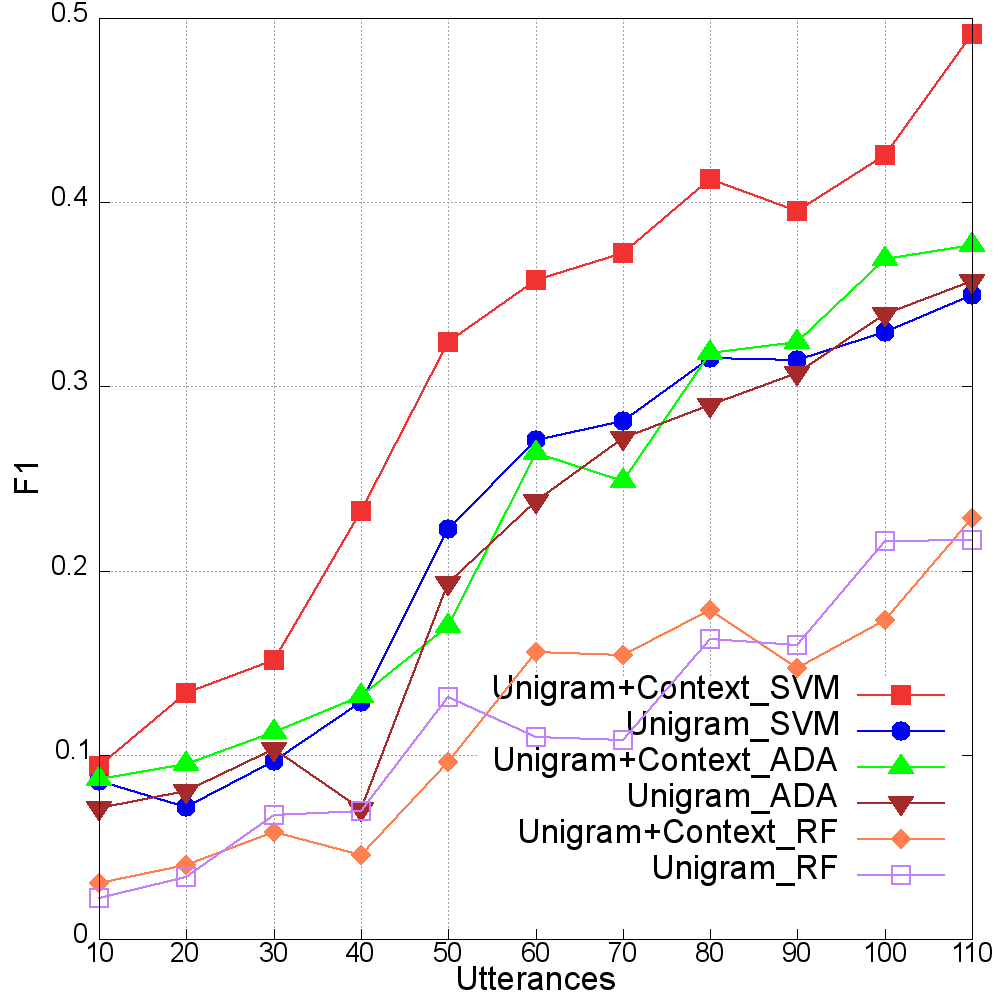 0.5
0.4
0.3
0.2
0.1
0
F1
Unigram+Context_SVM
Unigram_SVM
Unigram+Context_ADA
Unigram_ADA
Unigram+Context_RF
Unigram_RF
10 20 30 40 50 60 70 80 90 100 110
Utterances